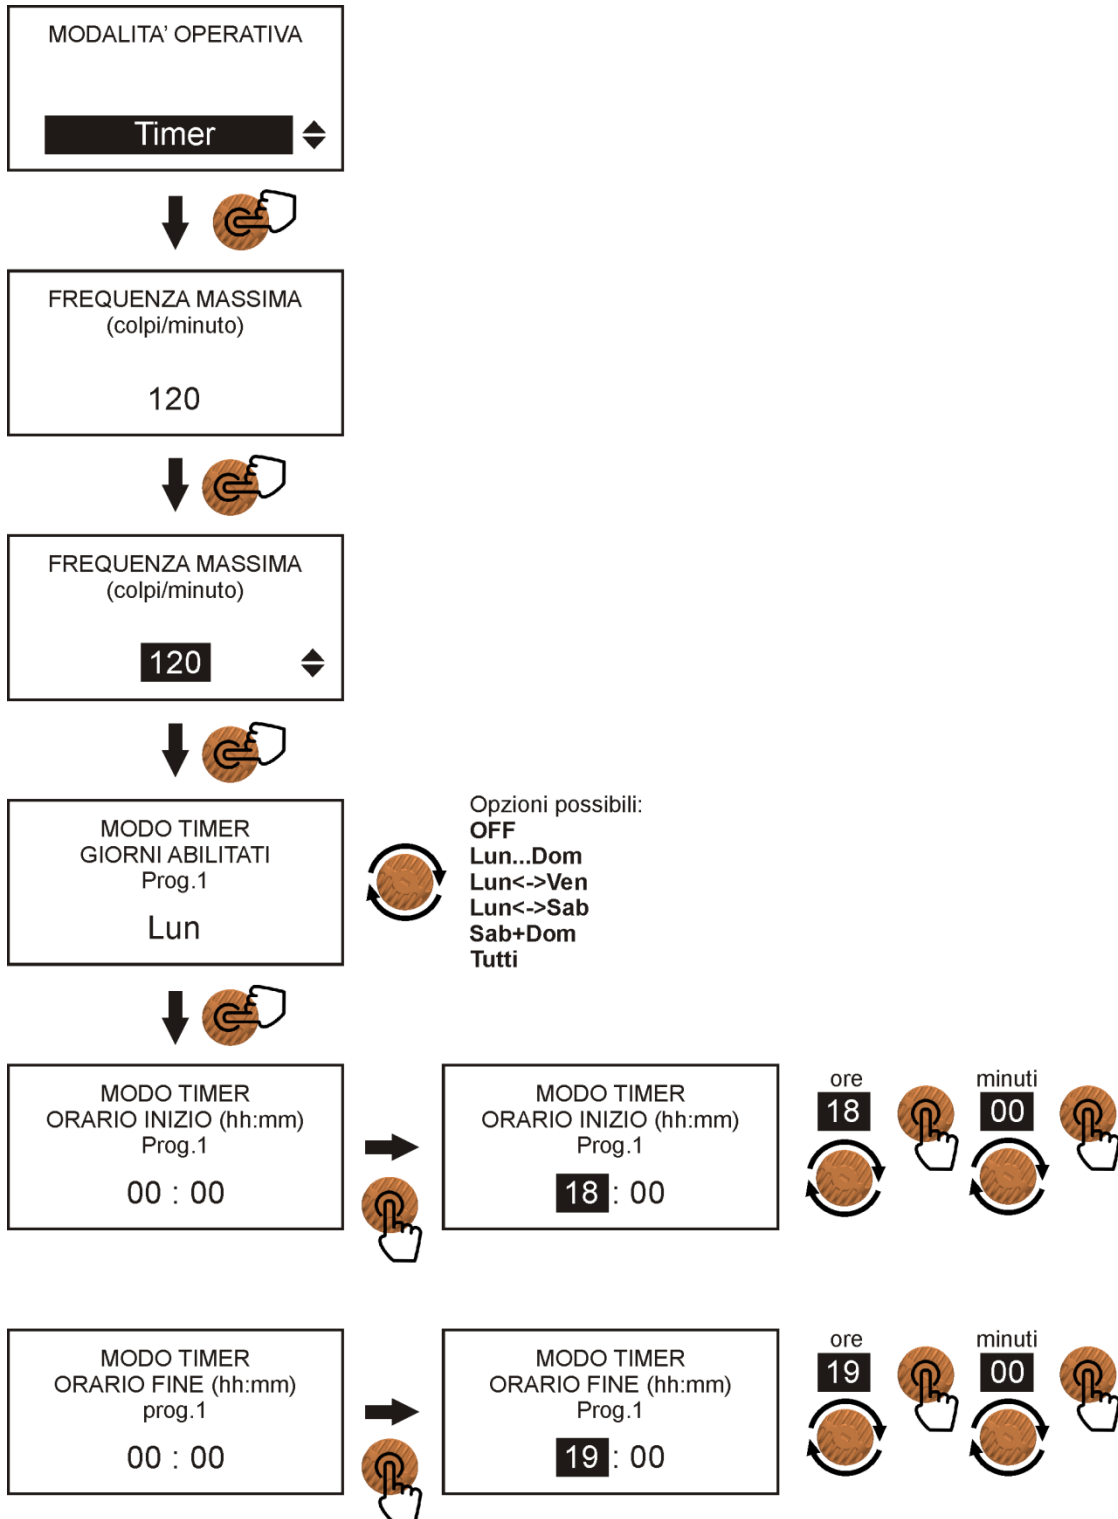 MODALITA' OPERATIVA
Timer
FREQUENZA MASSIMA
(colpi/minuto)
120
FREQUENZA MASSIMA
(colpi/minuto)
120
MODO TIMER
GIORNI ABILITATI
Prog.1
Lun
Opzioni possibili:
OFF
Lun...Dom
Lun<->Ven
Lun<->Sab
Sab+Dom
Tutti
MODO TIMER
ORARIO INIZIO (hh:mm)
Prog.1
00 : 00
MODO TIMER
ORARIO INIZIO (hh:mm)
Prog.1
18 : 00
ore
18
minuti
00
MODO TIMER
ORARIO FINE (hh:mm)
prog.1
00 : 00
MODO TIMER
ORARIO FINE (hh:mm)
Prog.1
19 : 00
ore
19
minuti
00